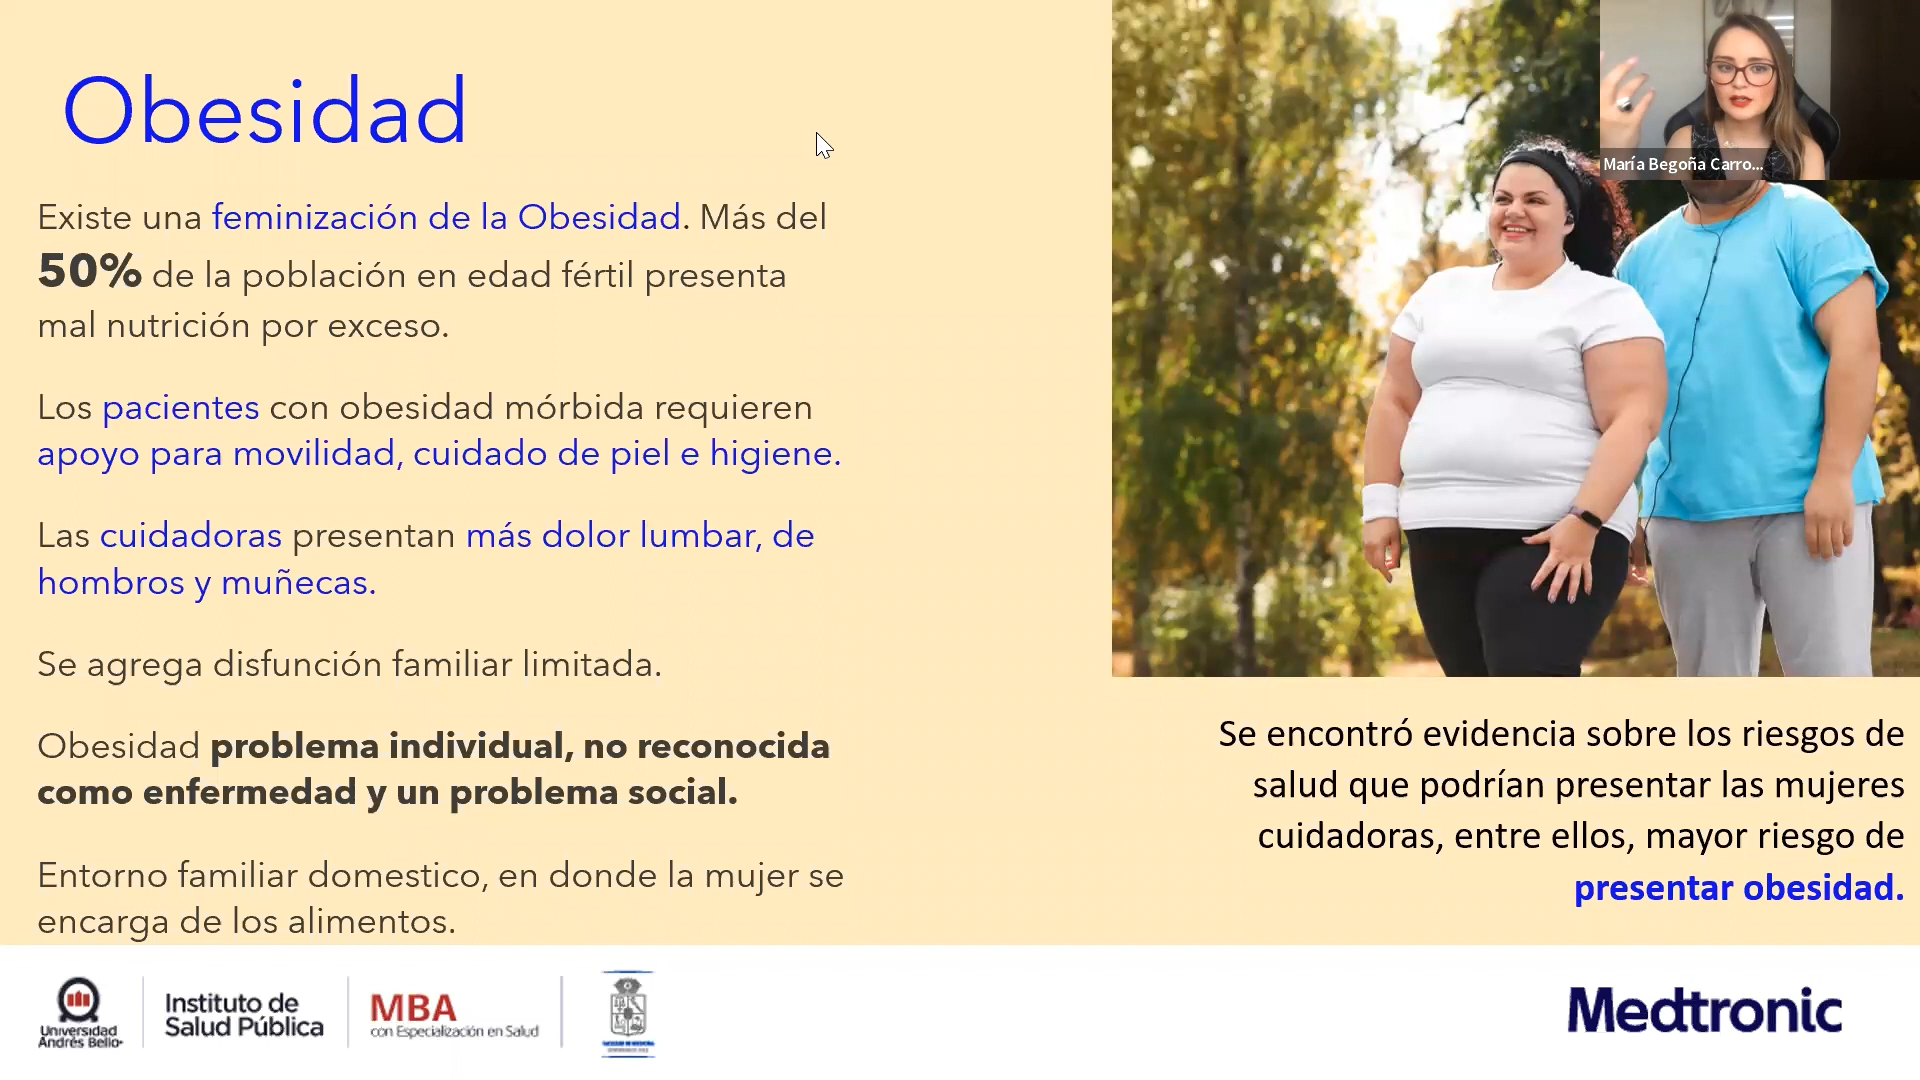 Obesidad
Existe una feminización de la Obesidad. Más del
50% de la población en edad fértil presenta
mal nutrición por exceso.
Los pacientes con obesidad mórbida requieren
apoyo para movilidad, cuidado de piel e higiene.
Las cuidadoras presentan más dolor lumbar, de
hombros y muñecas.
Se agrega disfunción familiar limitada.
Obesidad problema individual, no reconocida
como enfermedad y un problema social.
Entorno familiar domestico, en donde la mujer se
encarga de los alimentos.
María Begoña Carro...
Se encontró evidencia sobre los riesgos de
salud que podrían presentar las mujeres
cuidadoras, entre ellos, mayor riesgo de
presentar obesidad.
Universidad
Andrés Bello
Instituto de
Salud Pública
MBA
con Especialización en Salud
Medtronic